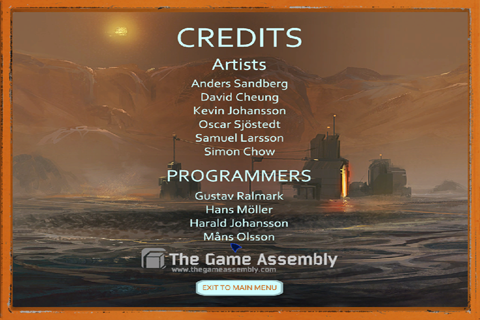 CREDITS
Artists
Anders Sandberg
David Cheung
Kevin Johansson
Oscar Sjöstedt
Samuel Larsson
Simon Chow
PROGRAMMERS
Gustav Ralmark
Hans Möller
Harald Johansson
Måns Olsson
The Game Assembly
www.thegameassembly.com
EXIT TO MAIN MENU